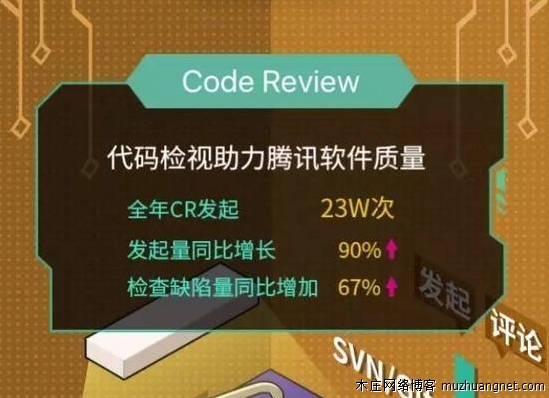 Code Review
代码检视助力腾讯软件质量
全年CR发起 23W次
发起量同比增长 90%
检查缺陷量同比增加 67%
发起
评论
SVN/Git
木庄网络博客 muzhuangnet.com